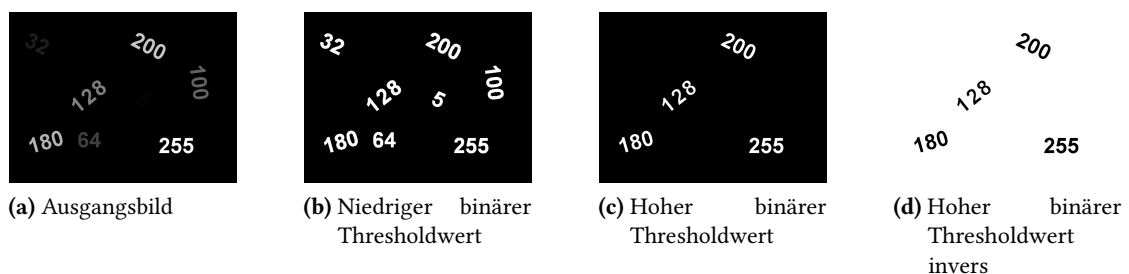 32 200 100 128 5 180 64 255
32 200 100 128 5 180 64 255
200 128 180 255
200 128 180 255
(a) Ausgangsbild
(b) Niedriger binärer
Thresholdwert
(c) Hoher binärer
Thresholdwert
(d) Hoher binärer
Thresholdwert
invers